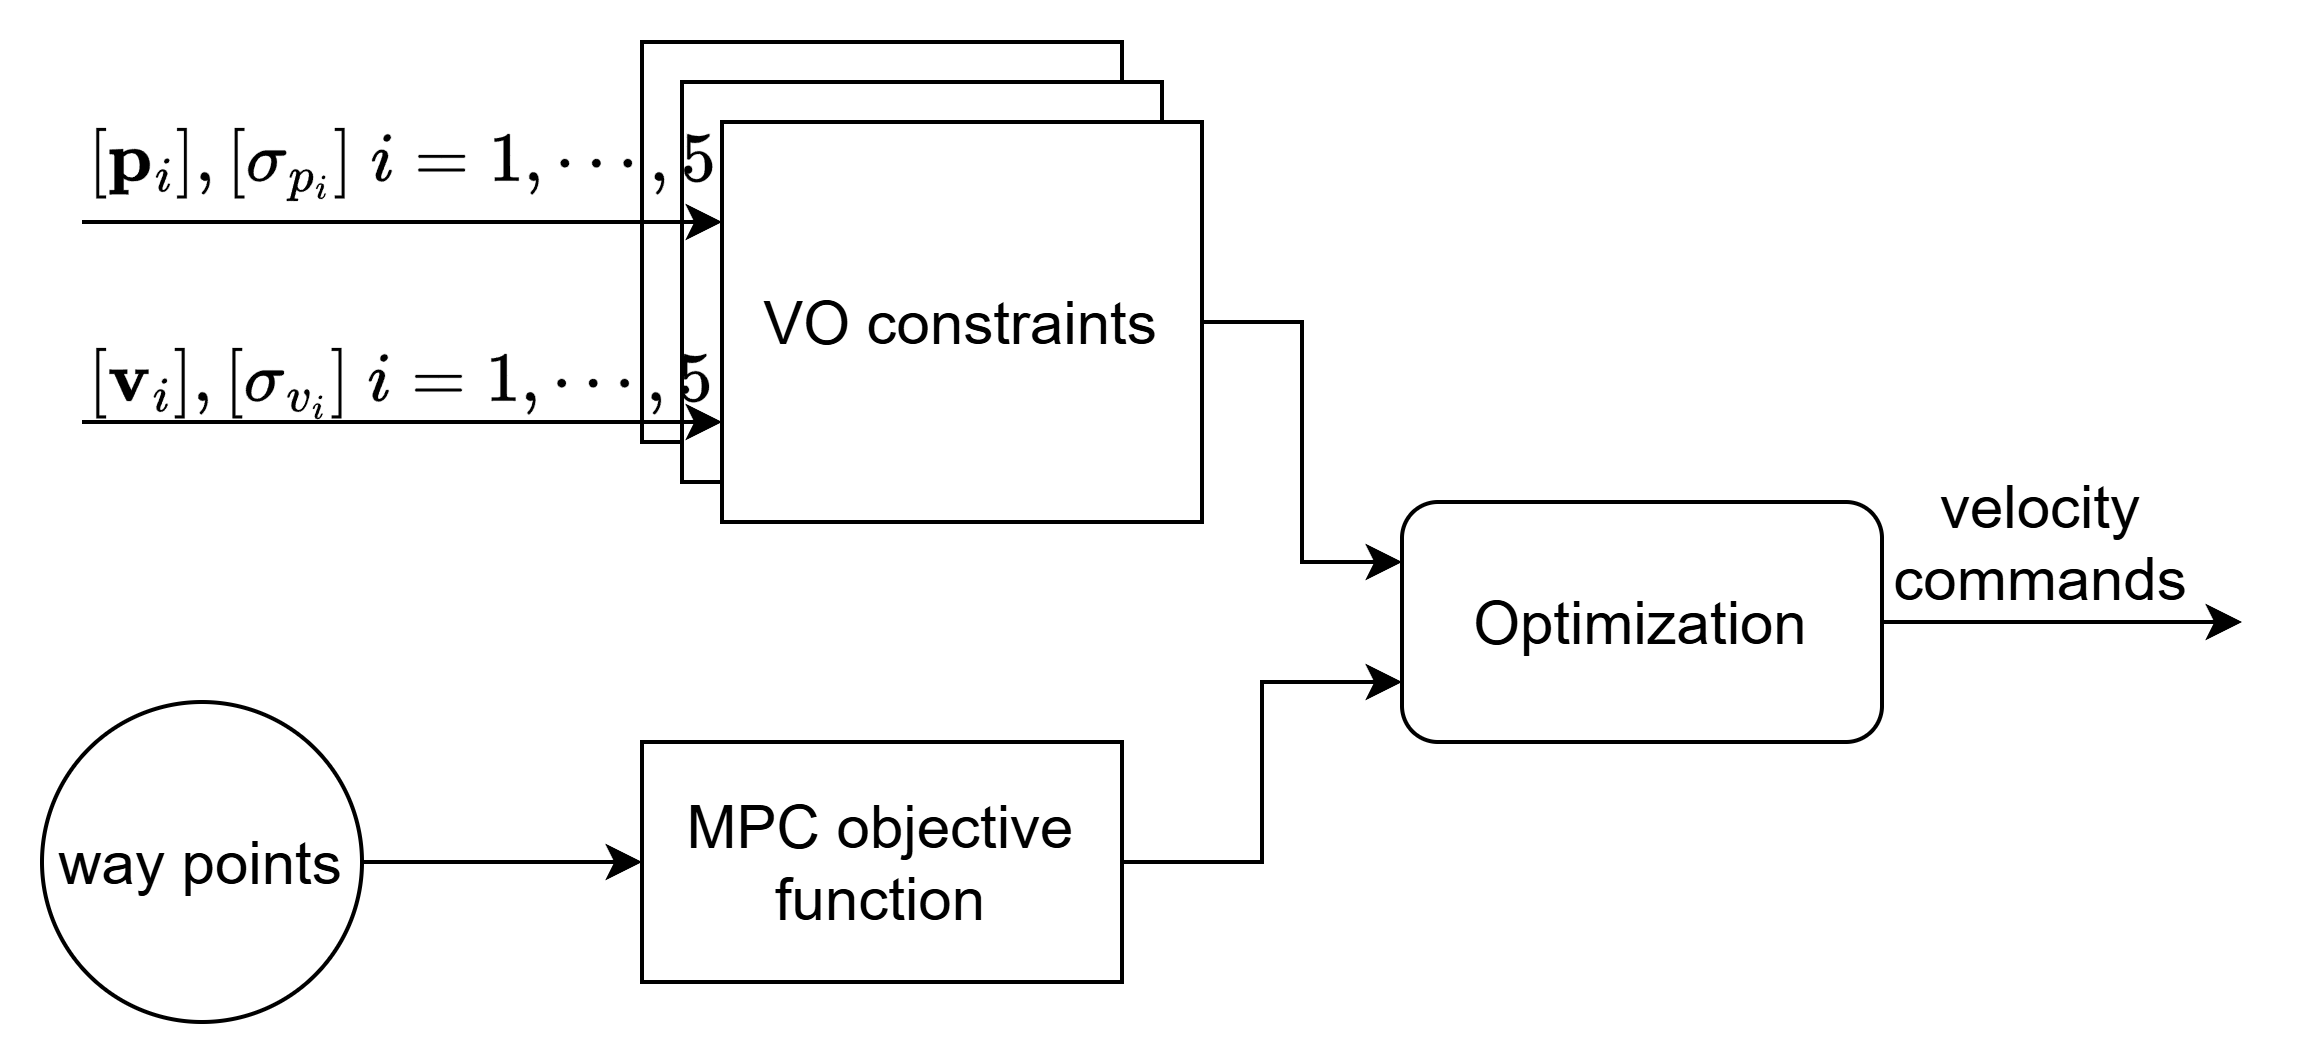 [𝐩ᵢ], [σ_{pᵢ}] i = 1, ⋯, 5
VO constraints
[𝐯ᵢ], [σ_{vᵢ}] i = 1, ⋯, 5
velocity
commands
Optimization
way points
MPC objective
function